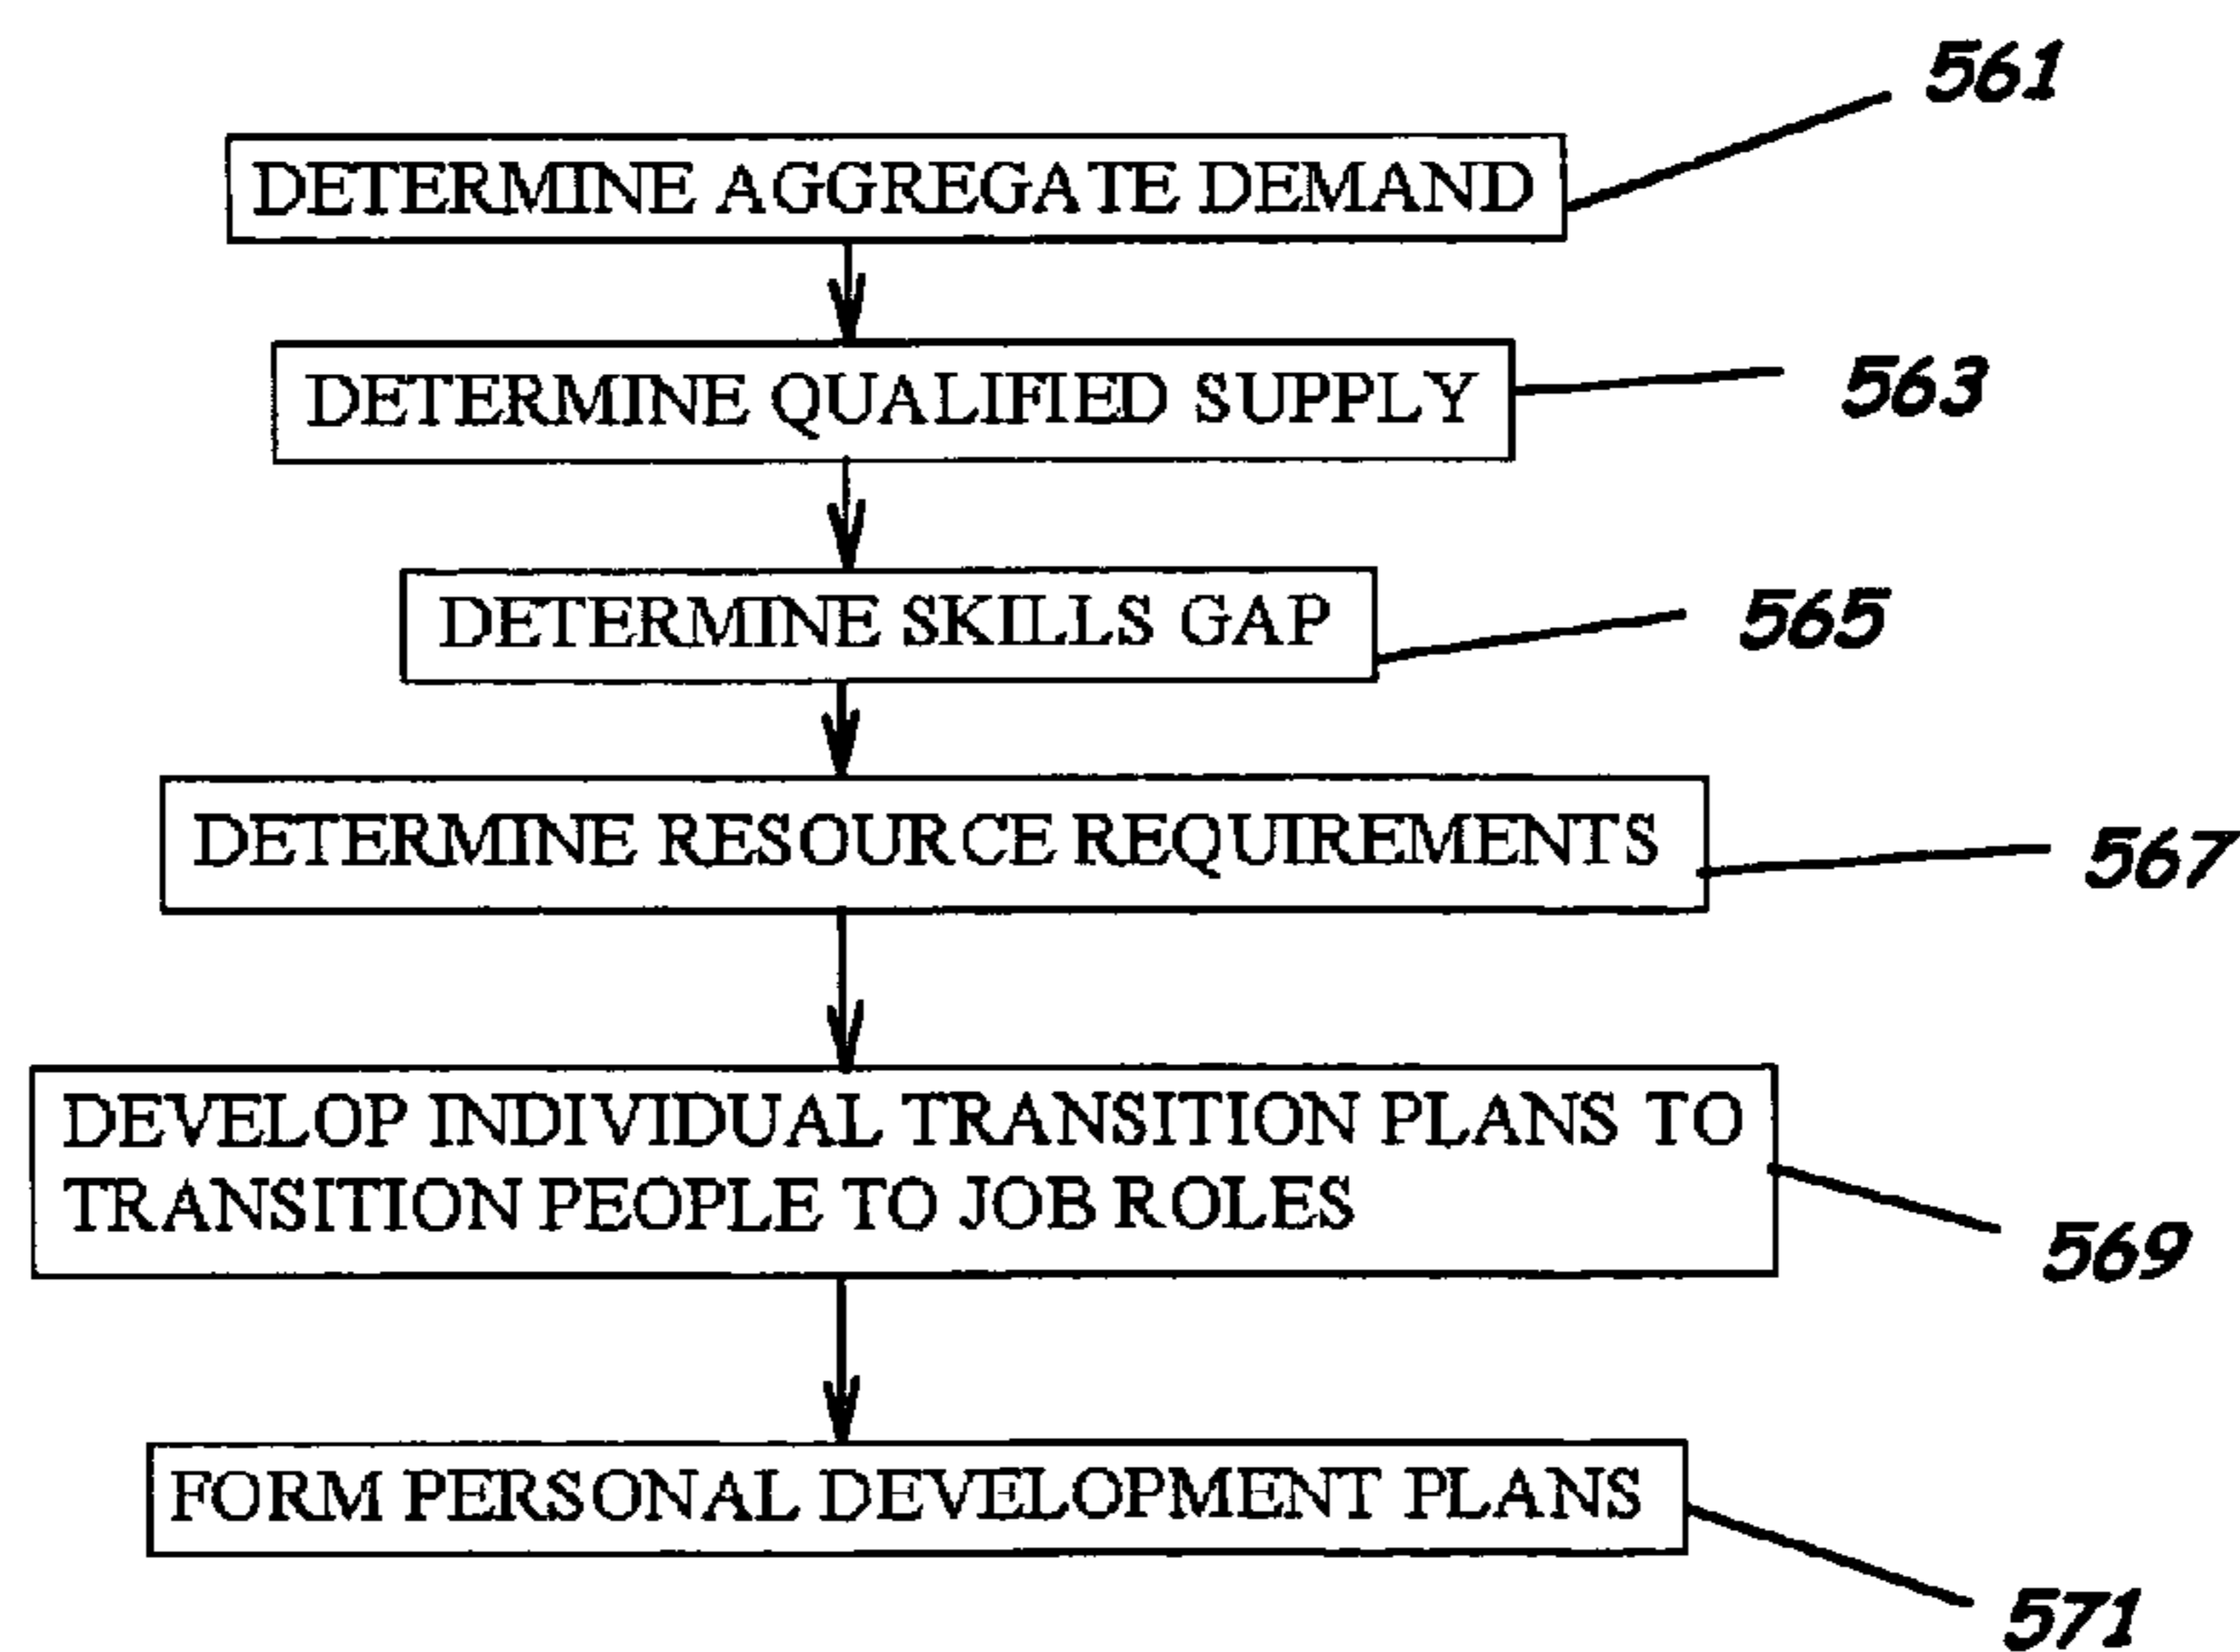 561
DETERMINE AGGREGATE DEMAND
DETERMINE QUALIFIED SUPPLY
563
DETERMINE SKILLS GAP
565
DETERMINE RESOURCE REQUIREMENTS
567
DEVELOP INDIVIDUAL TRANSITION PLANS TO
TRANSITION PEOPLE TO JOB ROLES
569
FORM PERSONAL DEVELOPMENT PLANS
571